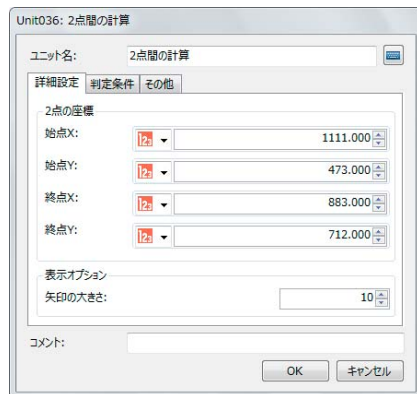 Unit036: 2点間の計算
ユニット名: 2点間の計算
詳細設定 判定条件 その他
2点の座標
始点X: 123 1111.000
始点Y: 123 473.000
終点X: 123 883.000
終点Y: 123 712.000
表示オプション
矢印の大きさ: 10
コメント:
OK キャンセル